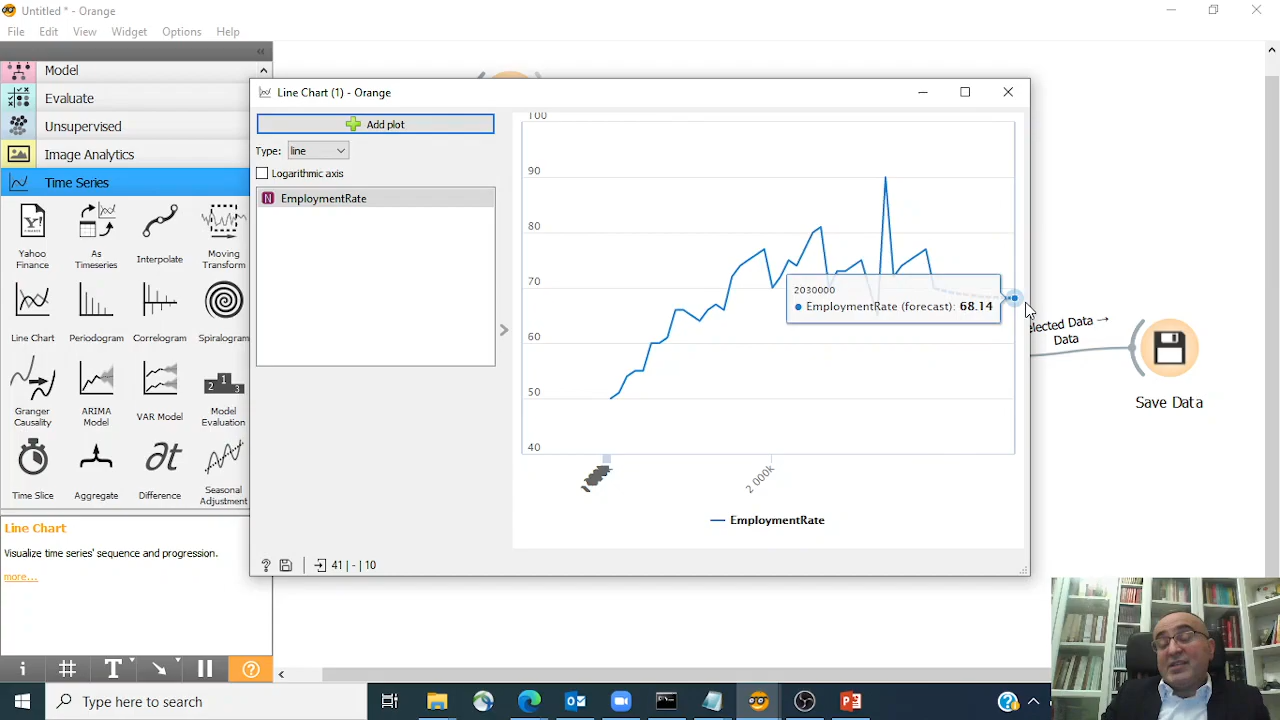 Untitled * - Orange
File Edit View Widget Options Help
Model
Evaluate
Unsupervised
Image Analytics
Time Series
Yahoo Finance
As Timeseries
Interpolate
Moving Transform
Line Chart
Periodogram
Correlogram
Spiralogram
Granger Causality
ARIMA Model
VAR Model
Model Evaluation
Time Slice
Aggregate
Difference
Seasonal Adjustment
Line Chart
Visualize time series' sequence and progression.
more...
Line Chart (1) - Orange
Add plot
Type: line
Logarithmic axis
EmploymentRate
100
90
80
70
60
50
40
2030000
EmploymentRate (forecast): 68.14
2 000k
EmploymentRate
41 | - | 10
elected Data →
Data
Save Data
Type here to search